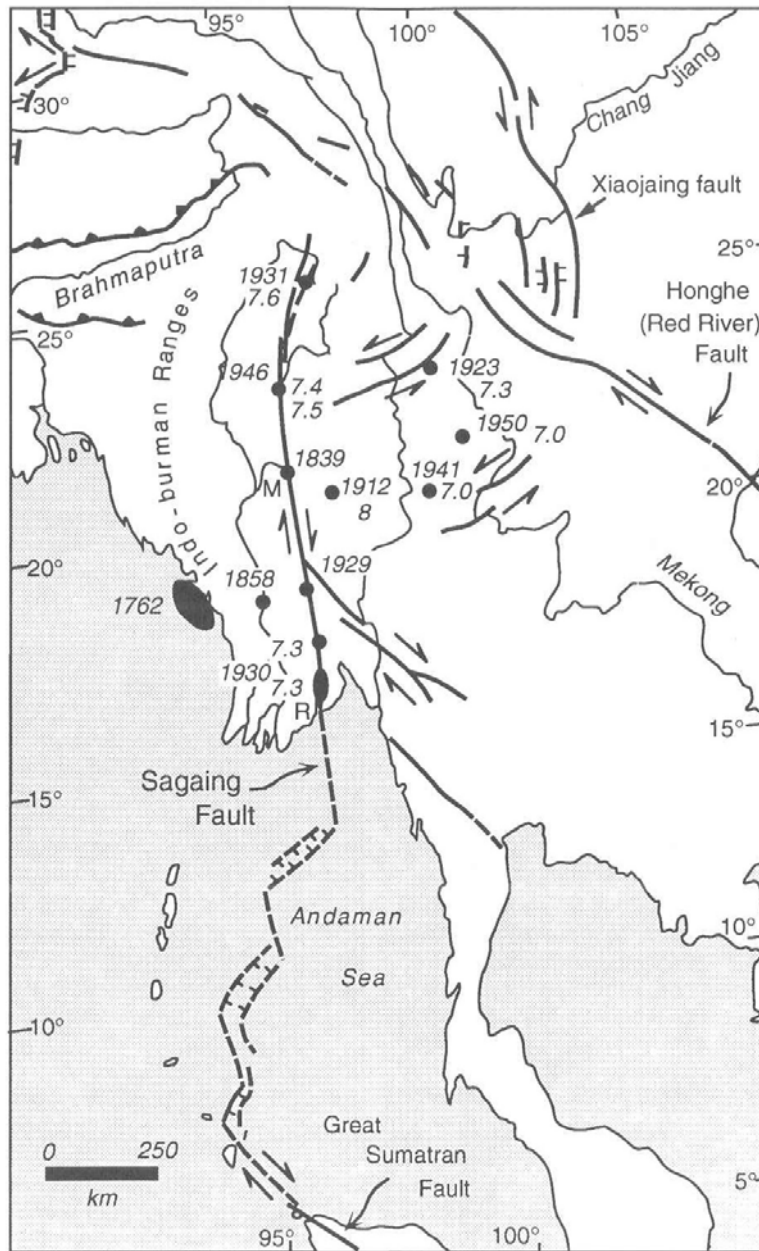 95°
100°
105°
30°
Chang Jiang
Xiaojaing fault
25°
Brahmaputra
1931
7.6
Honghe
(Red River)
Fault
25°
Indo-burman Ranges
1946
7.4
7.5
1923
7.3
1950
7.0
1839
M
1912
8
1941
7.0
20°
20°
1858
1929
1762
Mekong
7.3
1930
7.3
R
15°
Sagaing
Fault
15°
Andaman
Sea
10°
10°
Great
Sumatran
Fault
0 250
km
5°
95°
100°